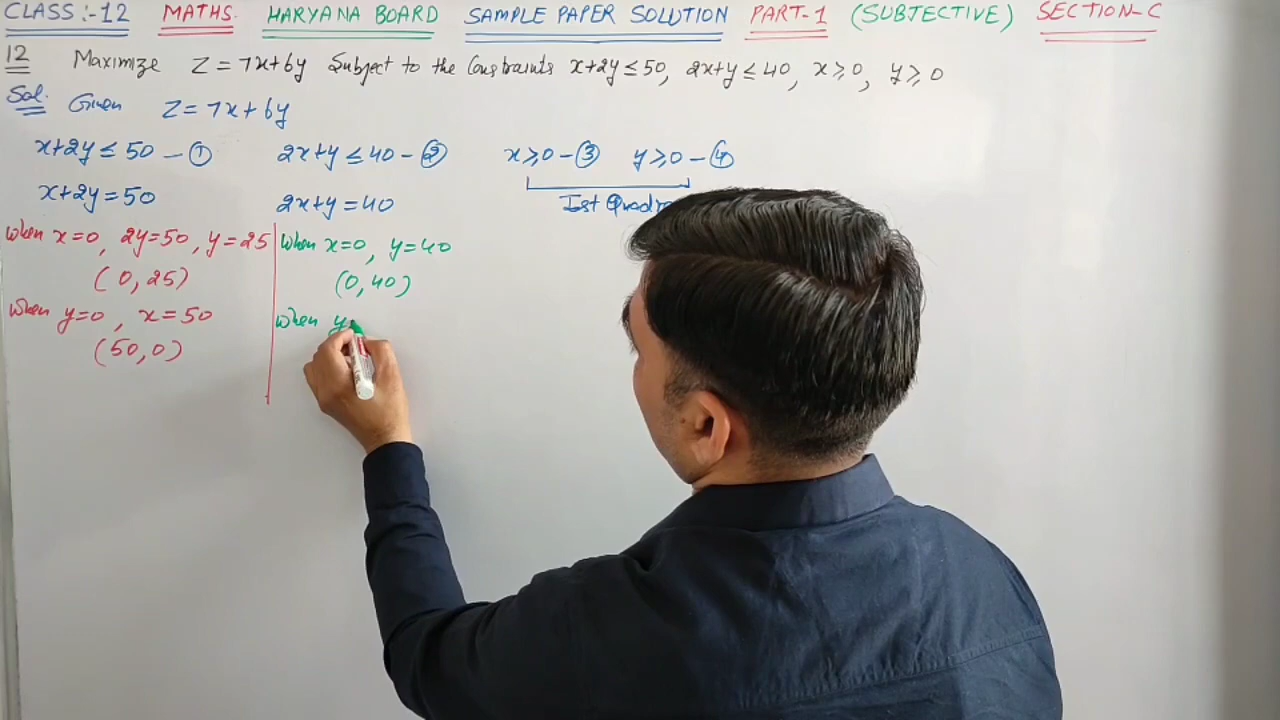 CLASS :- 12 MATHS. HARYANA BOARD SAMPLE PAPER SOLUTION PART-1 (SUBJECTIVE) SECTION-C
12 Maximize Z = 7x+6y Subject to the Constraints x+2y ≤ 50, 2x+y ≤ 40, x ≥ 0, y ≥ 0
Sol. Given Z = 7x+6y
x+2y ≤ 50 - ① 2x+y ≤ 40 - ② x ≥ 0 - ③ y ≥ 0 - ④
x+2y = 50 2x+y = 40 Ist
when x=0, 2y=50, y=25
(0,25)
when y=0, x=50
(50,0)
when x=0, y=40
(0,40)
when y